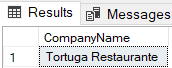 Results Messages
CompanyName
1 Tortuga Restaurante